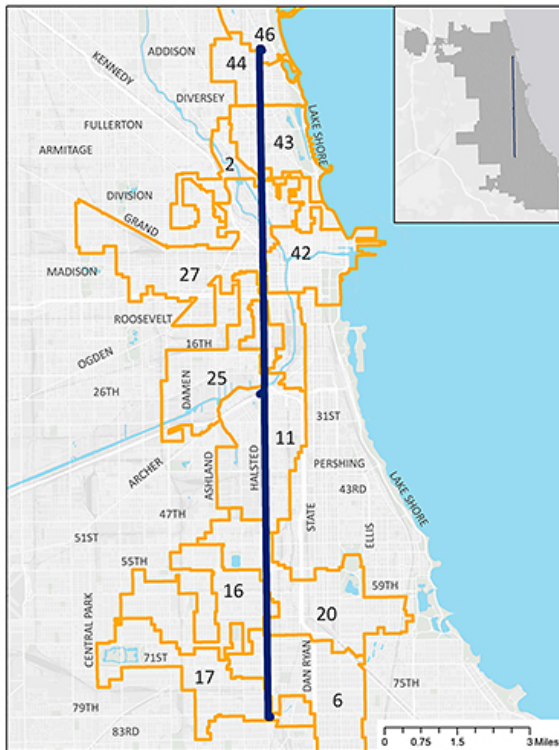 46
ADDISON
44
KENNEDY
DIVERSEY
LAKE SHORE
FULLERTON
43
ARMITAGE
2
DIVISION
GRAND
42
MADISON
27
ROOSEVELT
16TH
OGDEN
25
DAMEN
26TH
31ST
11
ARCHER
ASHLAND
HALSTED
PERSHING
43RD
LAKE SHORE
47TH
STATE
51ST
ELLIS
55TH
59TH
16
20
CENTRAL PARK
71ST
17
DAN RYAN
75TH
6
79TH
83RD
0 0.75 1.5 3 Miles